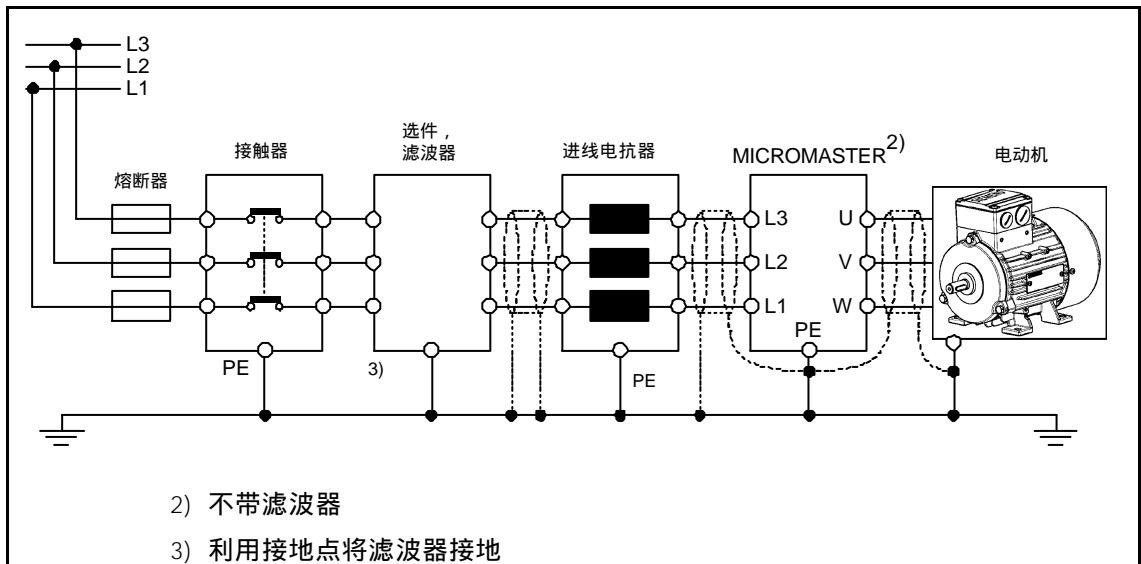 L3
L2
L1
熔断器
接触器
选件，
滤波器
进线电抗器
MICROMASTER2)
电动机
L3
L2
L1
U
V
W
PE
PE
3)
PE
2) 不带滤波器
3) 利用接地点将滤波器接地